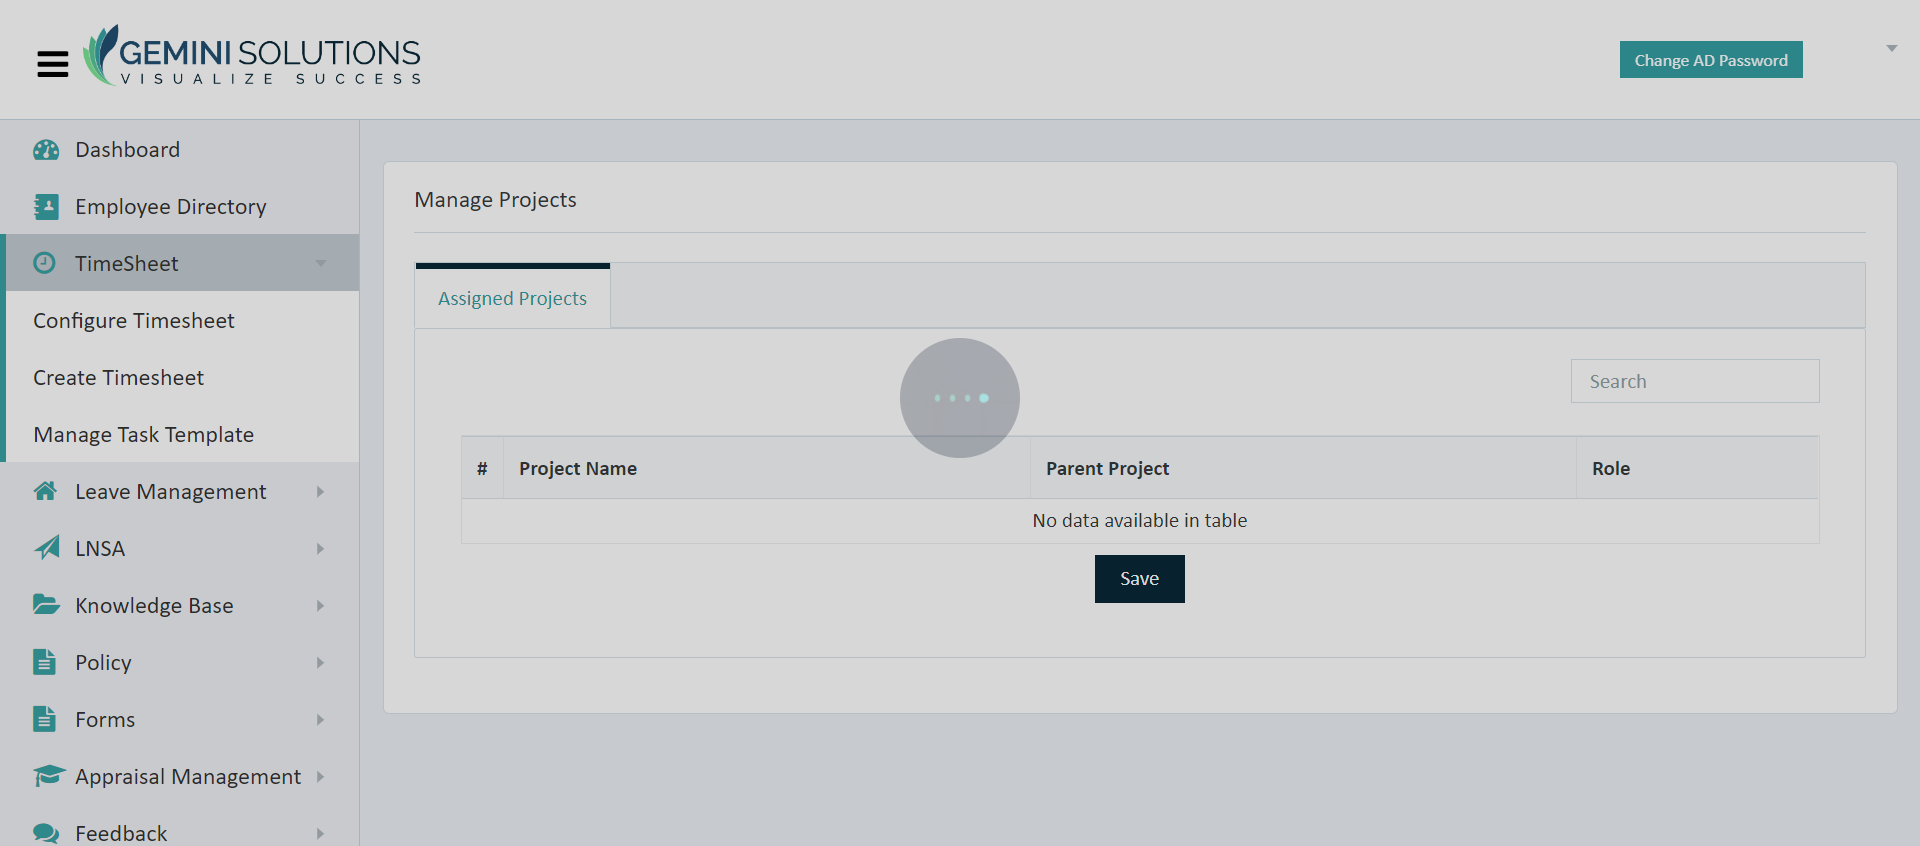 GEMINI SOLUTIONS
VISUALIZE SUCCESS
Change AD Password
Dashboard
Employee Directory
TimeSheet
Configure Timesheet
Create Timesheet
Manage Task Template
Leave Management
LNSA
Knowledge Base
Policy
Forms
Appraisal Management
Feedback
Manage Projects
Assigned Projects
Search
# Project Name Parent Project Role
No data available in table
Save